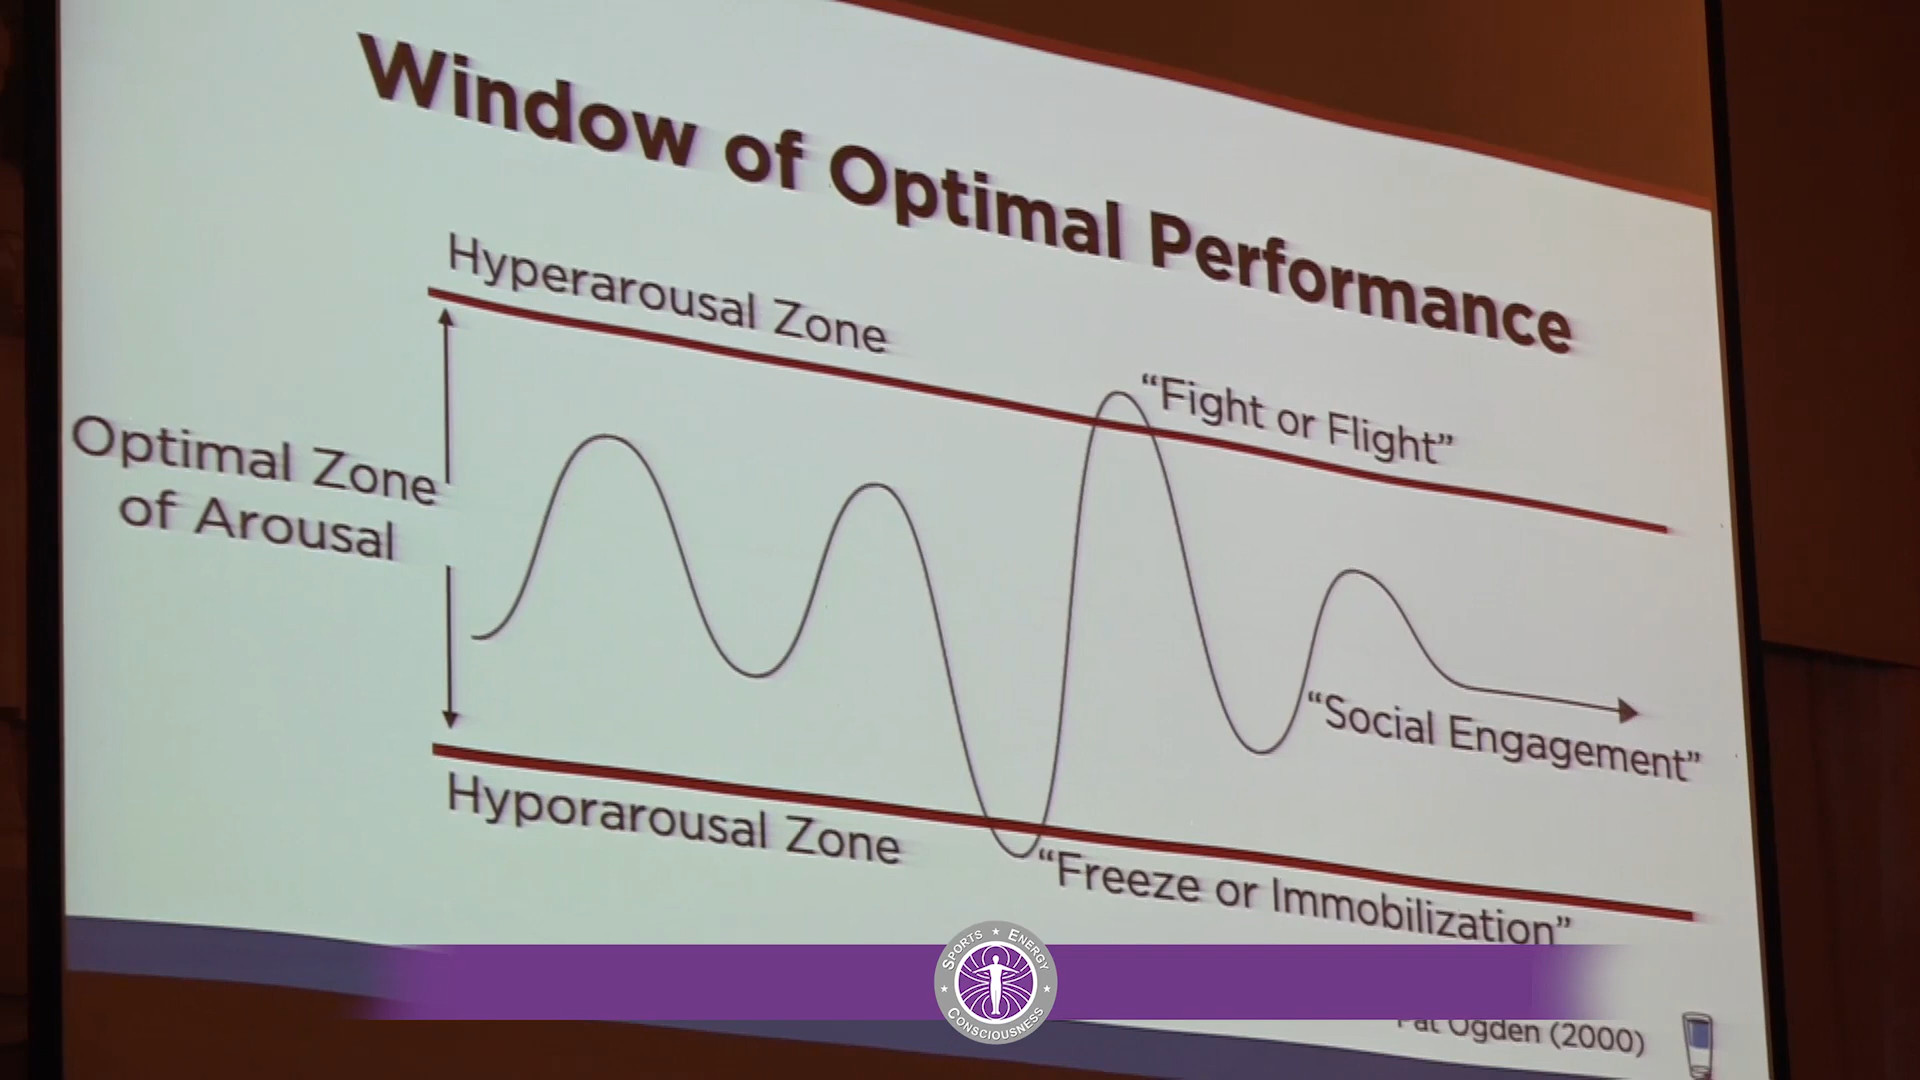 Window of Optimal Performance
Hyperarousal Zone
"Fight or Flight"
Optimal Zone
of Arousal
"Social Engagement"
Hyporarousal Zone
"Freeze or Immobilization"
SPORTS ★ ENERGY
★ CONSCIOUSNESS ★
Pat Ogden (2000)